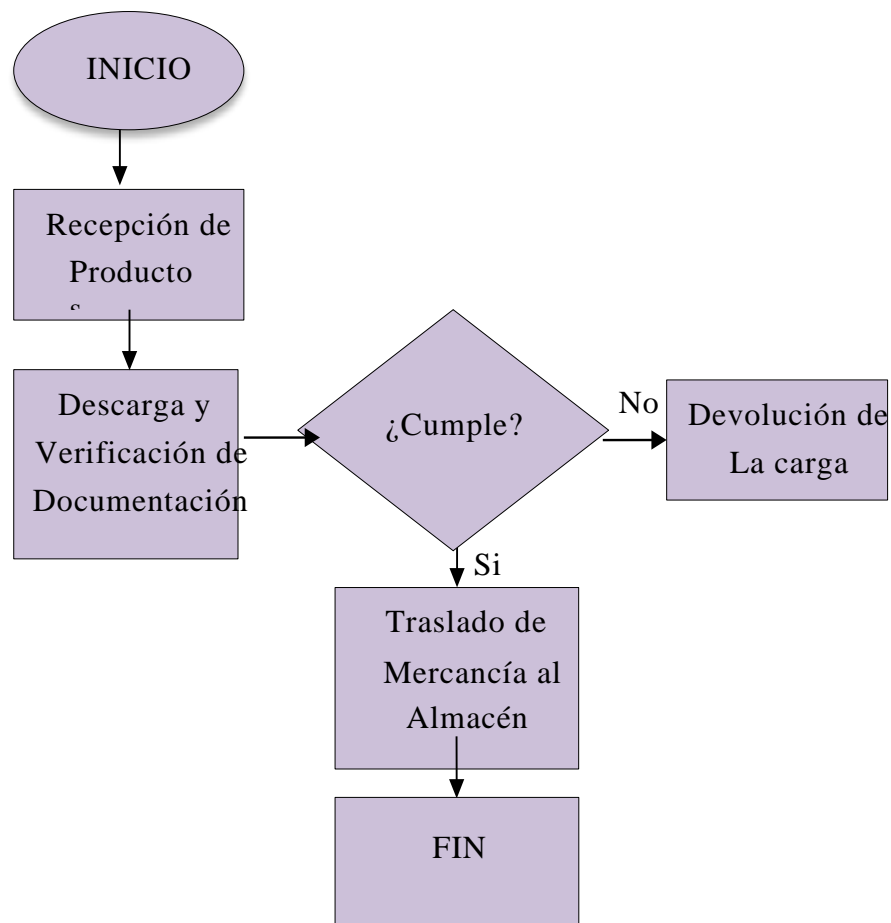 INICIO
Recepción de
Producto
Descarga y
Verificación de
Documentación
¿Cumple?
No
Devolución de
La carga
Si
Traslado de
Mercancía al
Almacén
FIN